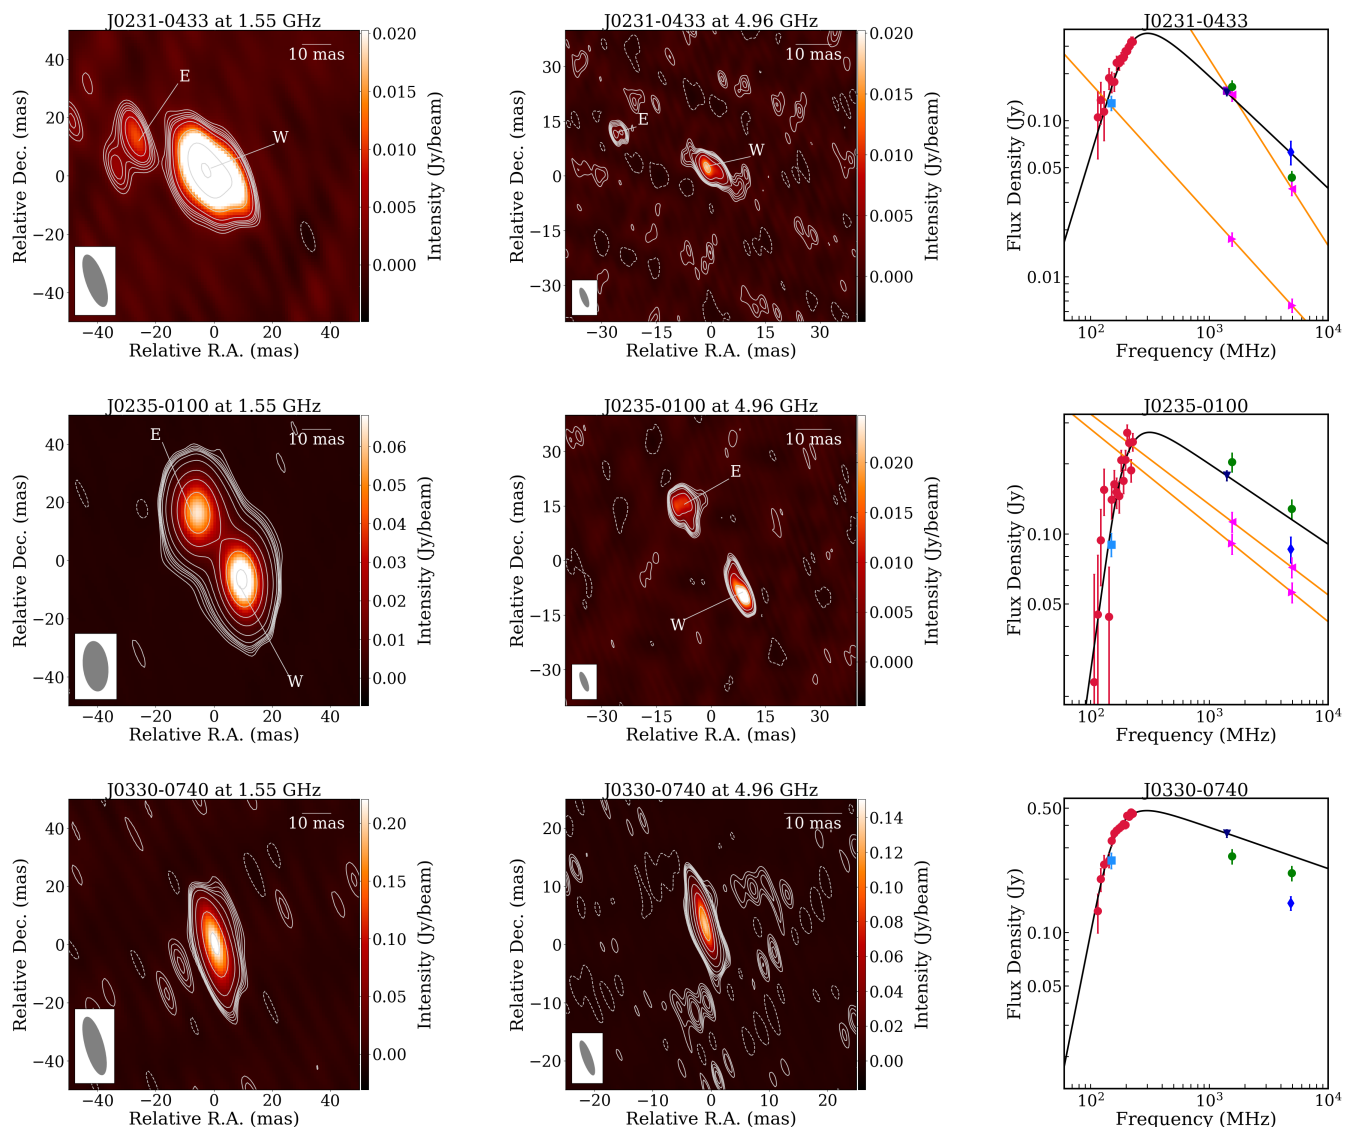 J0231-0433 at 1.55 GHz
10 mas
E
W
40
20
0
−20
−40
−40
−20
0
20
40
Relative Dec. (mas)
Relative R.A. (mas)
0.020
0.015
0.010
0.005
0.000
Intensity (Jy/beam)
J0231-0433 at 4.96 GHz
10 mas
E
W
30
15
0
−15
−30
−30
−15
0
15
30
Relative Dec. (mas)
Relative R.A. (mas)
0.020
0.015
0.010
0.005
0.000
Intensity (Jy/beam)
J0231-0433
0.10
0.05
0.01
10²
10³
10⁴
Flux Density (Jy)
Frequency (MHz)
J0235-0100 at 1.55 GHz
10 mas
E
W
40
20
0
−20
−40
−40
−20
0
20
40
Relative Dec. (mas)
Relative R.A. (mas)
0.06
0.05
0.04
0.03
0.02
0.01
0.00
Intensity (Jy/beam)
J0235-0100 at 4.96 GHz
10 mas
E
W
30
15
0
−15
−30
−30
−15
0
15
30
Relative Dec. (mas)
Relative R.A. (mas)
0.020
0.015
0.010
0.005
0.000
Intensity (Jy/beam)
J0235-0100
0.10
0.05
10²
10³
10⁴
Flux Density (Jy)
Frequency (MHz)
J0330-0740 at 1.55 GHz
10 mas
40
20
0
−20
−40
−40
−20
0
20
40
Relative Dec. (mas)
Relative R.A. (mas)
0.20
0.15
0.10
0.05
0.00
Intensity (Jy/beam)
J0330-0740 at 4.96 GHz
10 mas
20
10
0
−10
−20
−20
−10
0
10
20
Relative Dec. (mas)
Relative R.A. (mas)
0.14
0.12
0.10
0.08
0.06
0.04
0.02
0.00
Intensity (Jy/beam)
J0330-0740
0.50
0.10
0.05
10²
10³
10⁴
Flux Density (Jy)
Frequency (MHz)